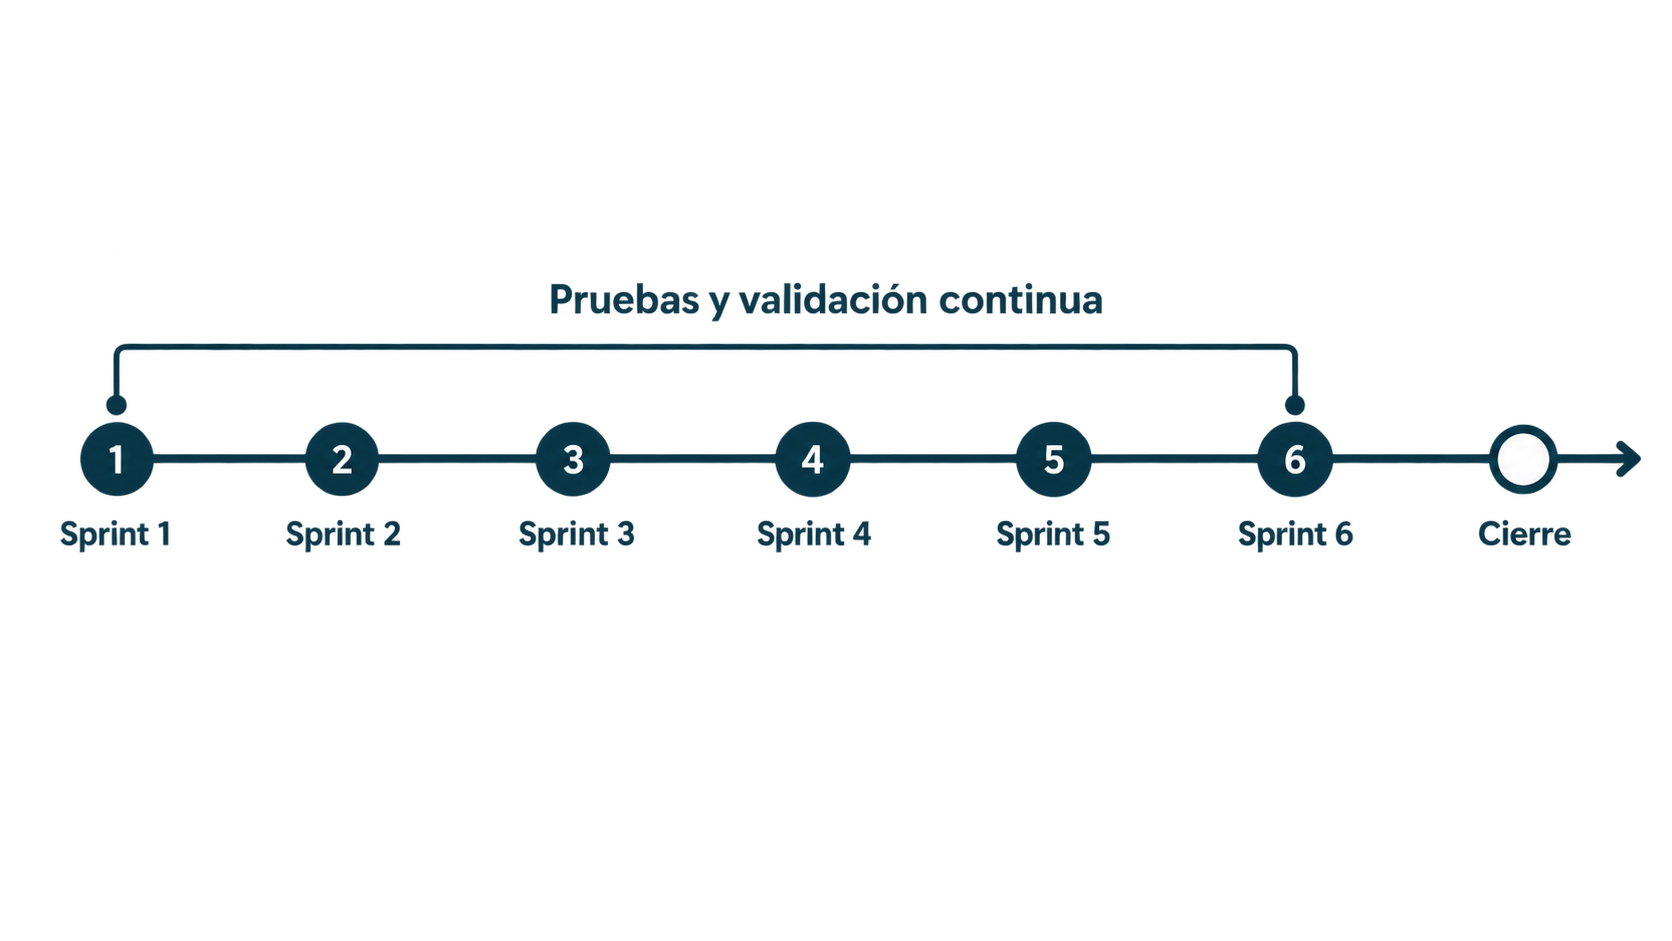 Pruebas y validación continua
1 2 3 4 5 6
Sprint 1 Sprint 2 Sprint 3 Sprint 4 Sprint 5 Sprint 6 Cierre